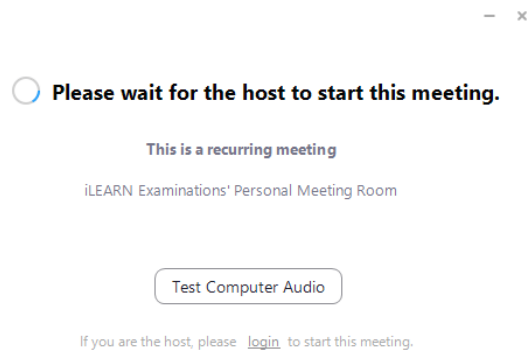 Please wait for the host to start this meeting.
This is a recurring meeting
iLEARN Examinations' Personal Meeting Room
Test Computer Audio
If you are the host, please login to start this meeting.